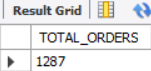 Result Grid
TOTAL_ORDERS
1287